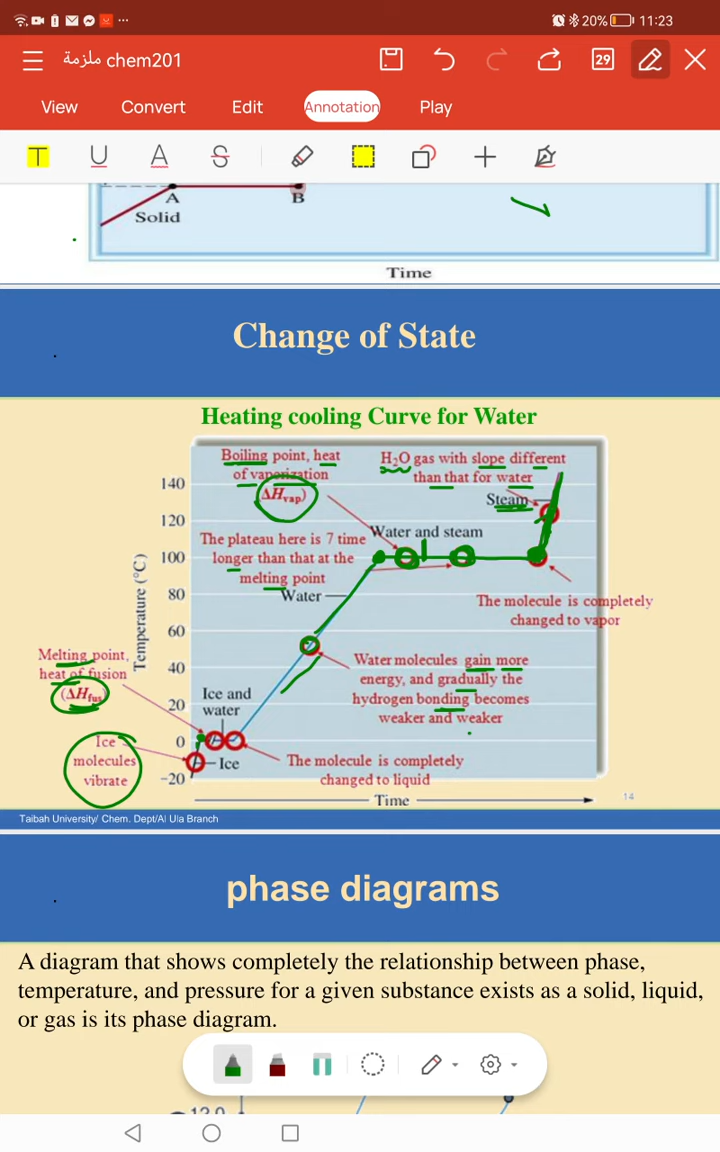 20% 11:23
ملزمة chem201
29
View Convert Edit Annotation Play
T U A S
A B
Solid
Time
Change of State
Heating cooling Curve for Water
Boiling point, heat
of vaporization
(ΔHvap)
H2O gas with slope different
than that for water
Steam
140
120
100
80
60
40
20
0
-20
Temperature (°C)
The plateau here is 7 time
longer than that at the
melting point
Water and steam
Water
The molecule is completely
changed to vapor
Melting point,
heat of fusion
(ΔHfus)
Water molecules gain more
energy, and gradually the
hydrogen bonding becomes
weaker and weaker
Ice and
water
Ice
molecules
vibrate
Ice
The molecule is completely
changed to liquid
Time
14
Taibah University/ Chem. Dept/Al Ula Branch
phase diagrams
A diagram that shows completely the relationship between phase,
temperature, and pressure for a given substance exists as a solid, liquid,
or gas is its phase diagram.